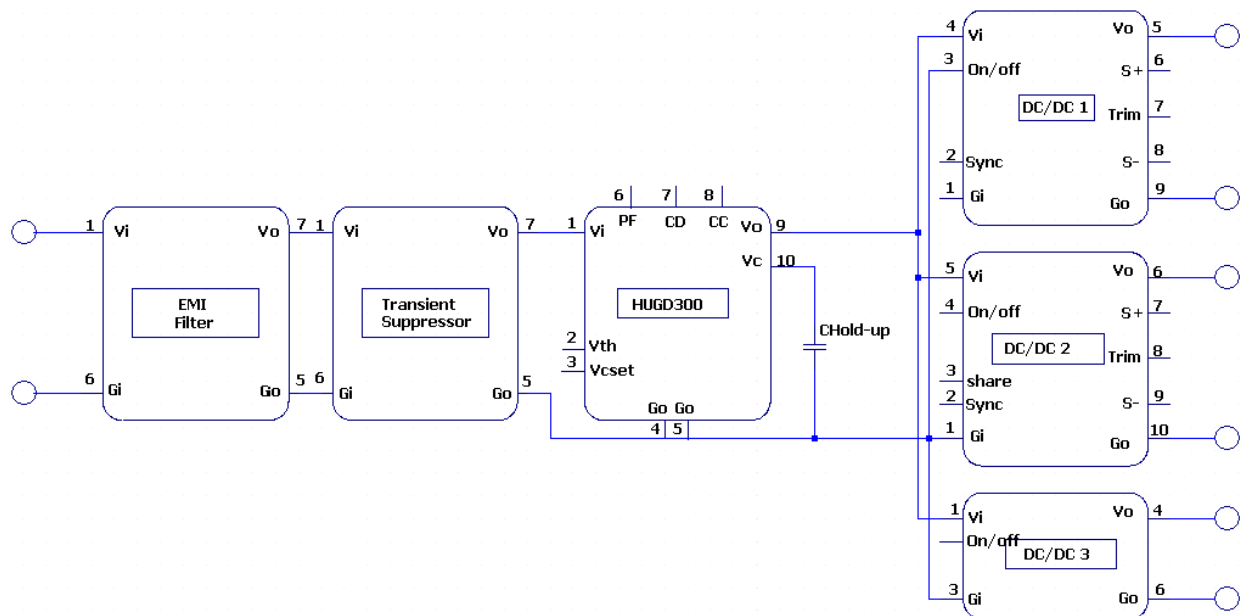 4 Vi Vo 5
3 On/off S+ 6
DC/DC 1
Trim 7
2 Sync S- 8
1 Gi Go 9
6 7 8
PF CD CC
1 Vi Vo 7 1 Vi Vo 7 1 Vi Vo 9
Vc 10
EMI
Filter
Transient
Suppressor
HUGD300
CHold-up
2 Vth
3 Vcset
6 Gi Go 5 6 Gi Go 5
Go Go
4 5
5 Vi Vo 6
4 On/off S+ 7
DC/DC 2
Trim 8
3 share
2 Sync S- 9
1 Gi Go 10
1 Vi Vo 4
On/off
DC/DC 3
3 Gi Go 6